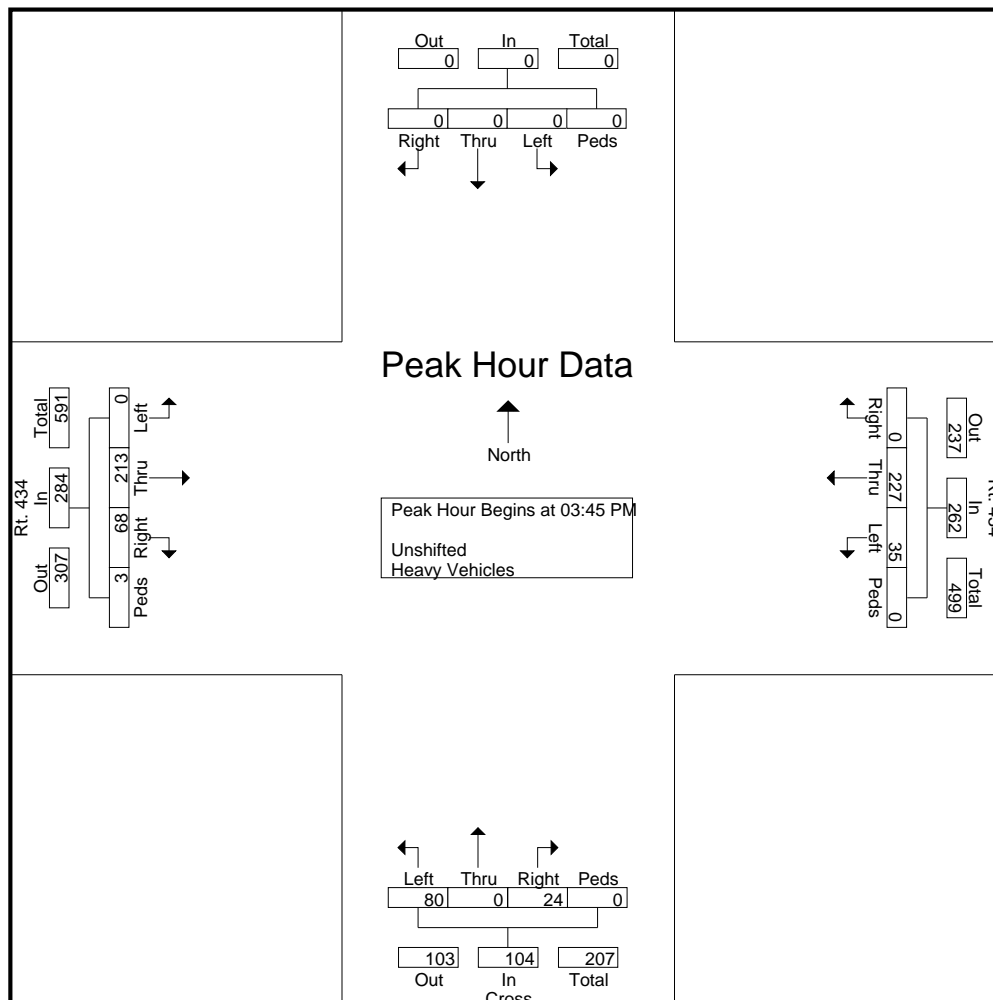 Out In Total
0 0 0
0 0 0 0
Right Thru Left Peds
Peak Hour Data
North
Peak Hour Begins at 03:45 PM
Unshifted
Heavy Vehicles
Rt. 434
Out In Total
307 284 591
3 68 213 0
Peds Right Thru Left
Out In Total
237 262 499
0 227 35 0
Right Thru Left Peds
Left Thru Right Peds
80 0 24 0
103 104 207
Out In Total
Cross